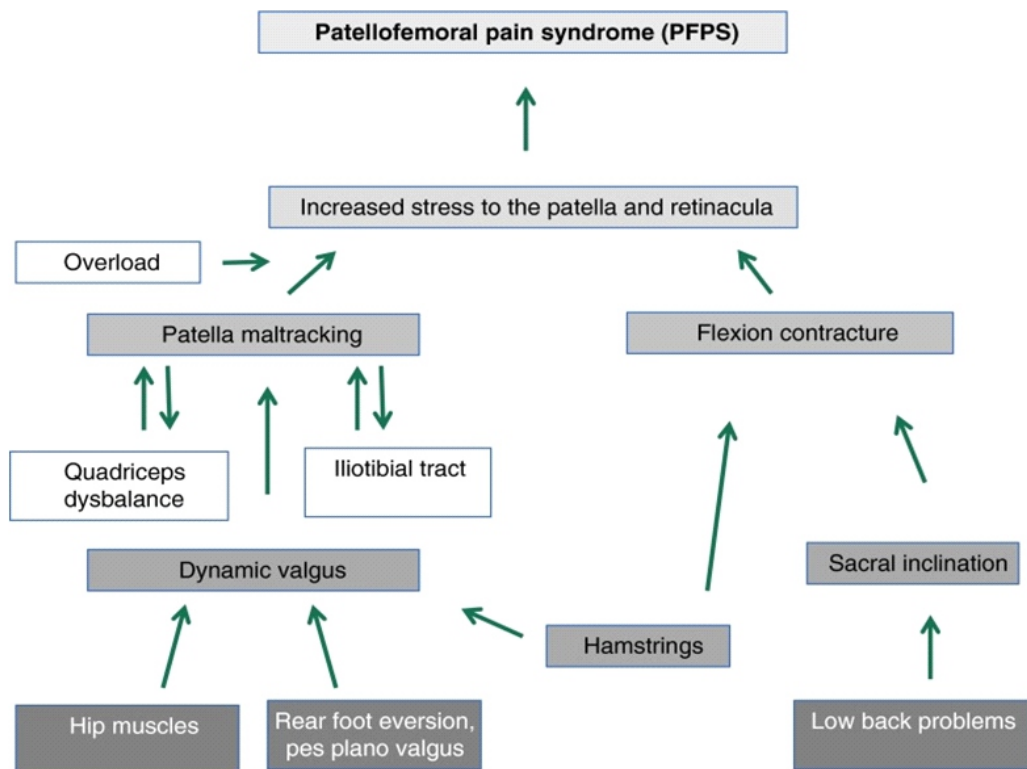 Patellofemoral pain syndrome (PFPS)
Increased stress to the patella and retinacula
Overload
Patella maltracking
Flexion contracture
Quadriceps
dysbalance
Iliotibial tract
Dynamic valgus
Sacral inclination
Hamstrings
Hip muscles
Rear foot eversion,
pes plano valgus
Low back problems